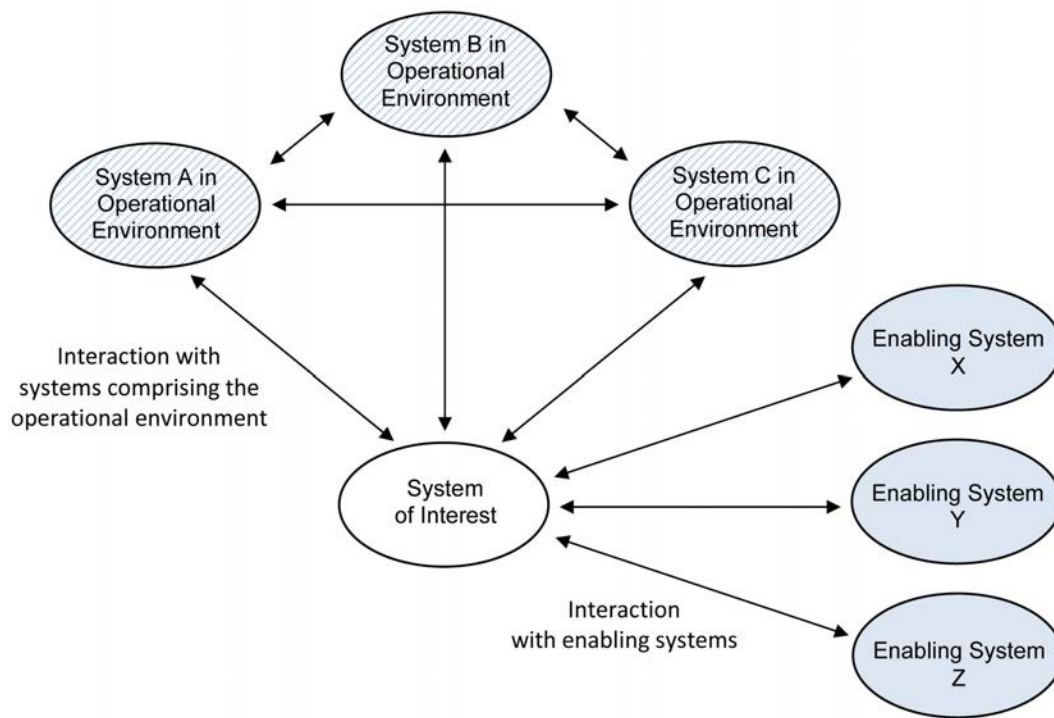 System B in
Operational
Environment
System A in
Operational
Environment
System C in
Operational
Environment
Interaction with
systems comprising the
operational environment
Enabling System
X
System
of Interest
Enabling System
Y
Interaction
with enabling systems
Enabling System
Z